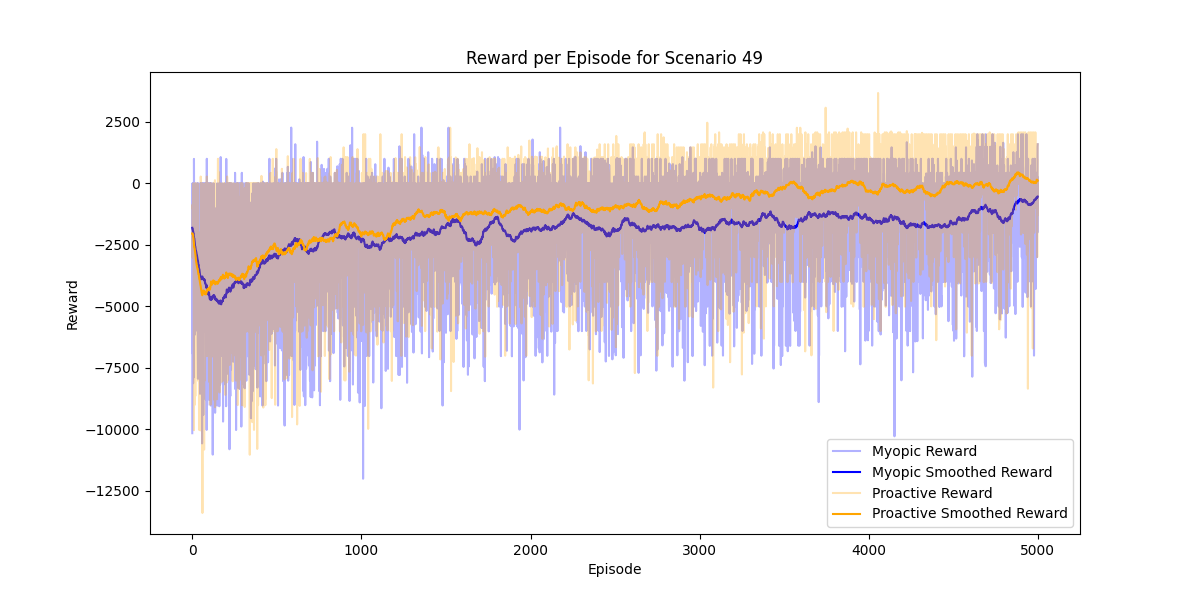 Reward per Episode for Scenario 49
Reward
2500
0
−2500
−5000
−7500
−10000
−12500
0 1000 2000 3000 4000 5000
Episode
Myopic Reward
Myopic Smoothed Reward
Proactive Reward
Proactive Smoothed Reward